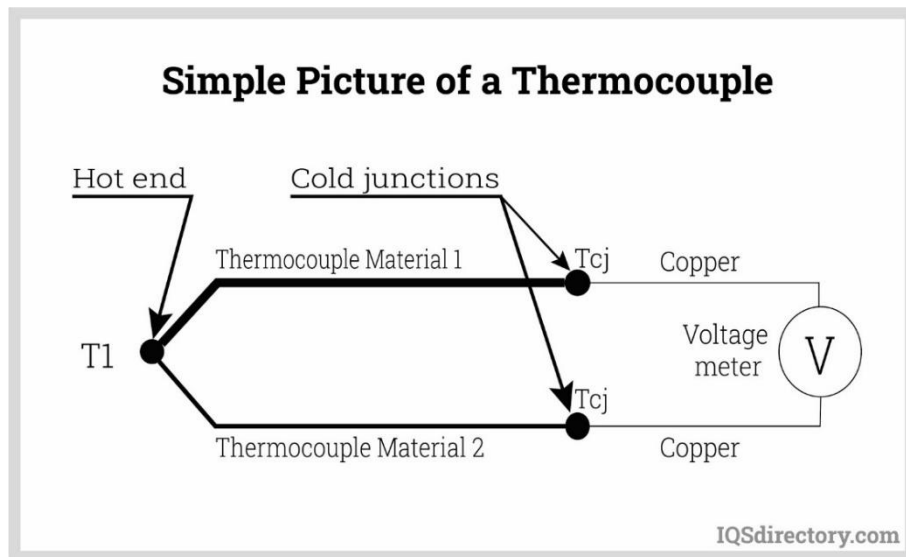 Simple Picture of a Thermocouple
Hot end
Cold junctions
Thermocouple Material 1
Tcj
Copper
T1
Voltage
meter
V
Tcj
Thermocouple Material 2
Copper
IQSdirectory.com